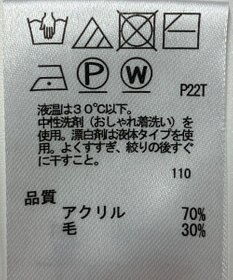 P W P22T
液温は30℃以下。
中性洗剤(おしゃれ着洗い)を
使用。漂白剤は液体タイプを使
用。よくすすぎ、絞りの後すぐ
に干すこと。
110
品質
アクリル 70%
毛 30%